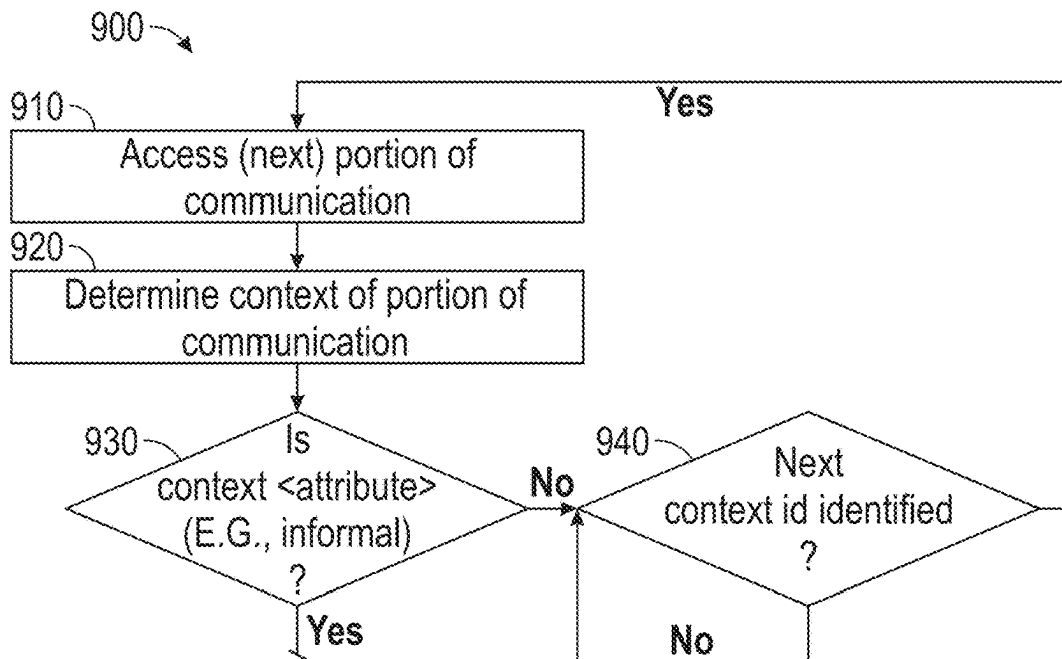 900
Yes
910
Access (next) portion of
communication
920
Determine context of portion of
communication
930
Is
context <attribute>
(E.G., informal)
?
No
940
Next
context id identified
?
Yes
No